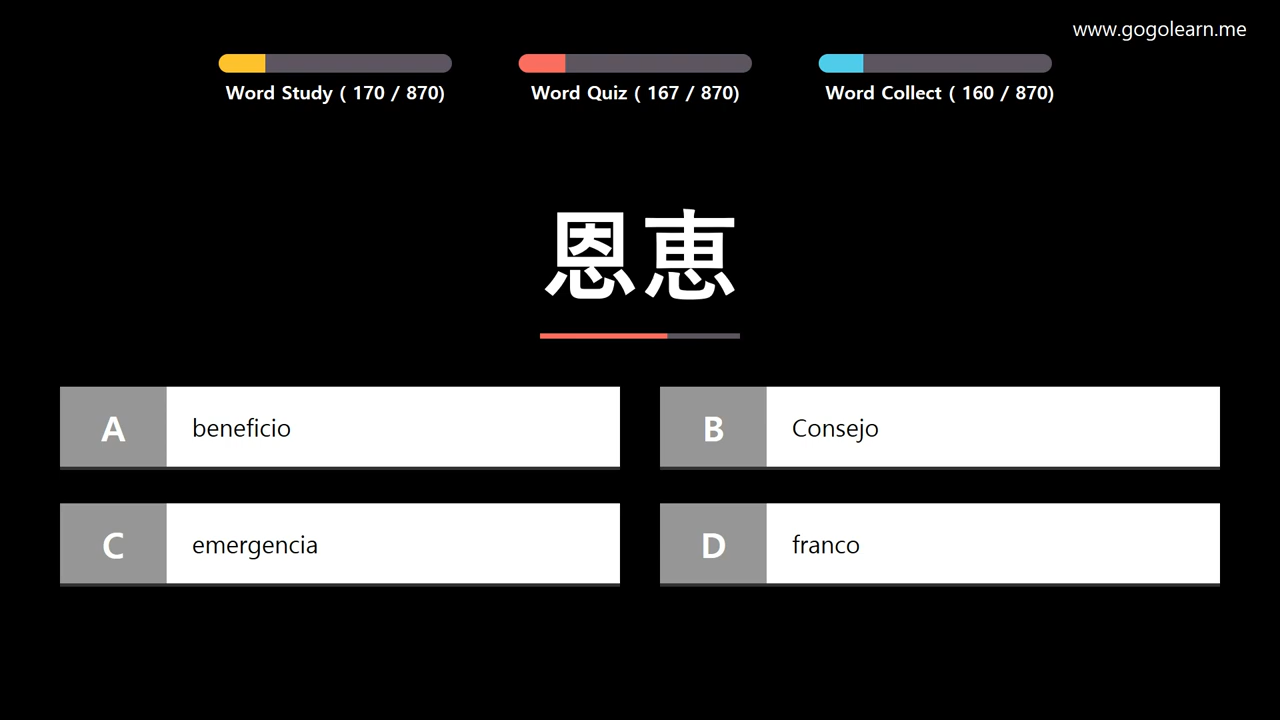 www.gogolearn.me
Word Study ( 170 / 870)
Word Quiz ( 167 / 870)
Word Collect ( 160 / 870)
恩恵
A beneficio
B Consejo
C emergencia
D franco